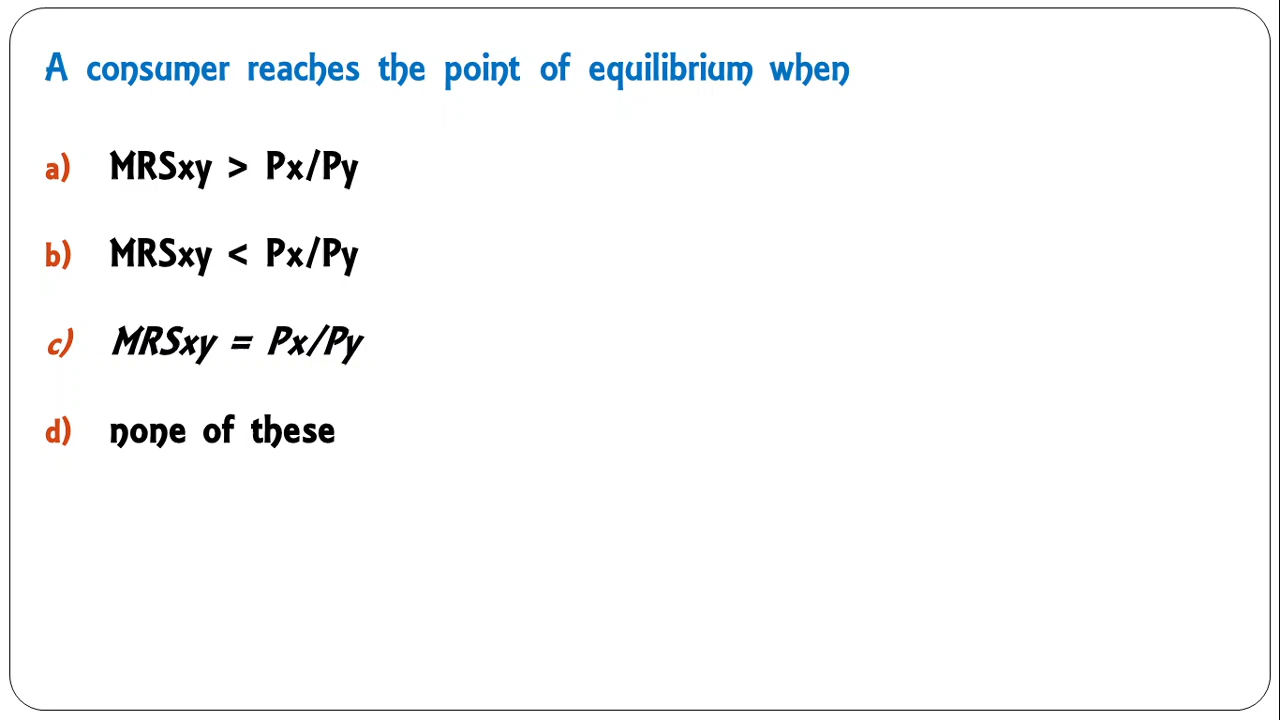 A consumer reaches the point of equilibrium when
a) MRSxy > Px/Py
b) MRSxy < Px/Py
c) MRSxy = Px/Py
d) none of these